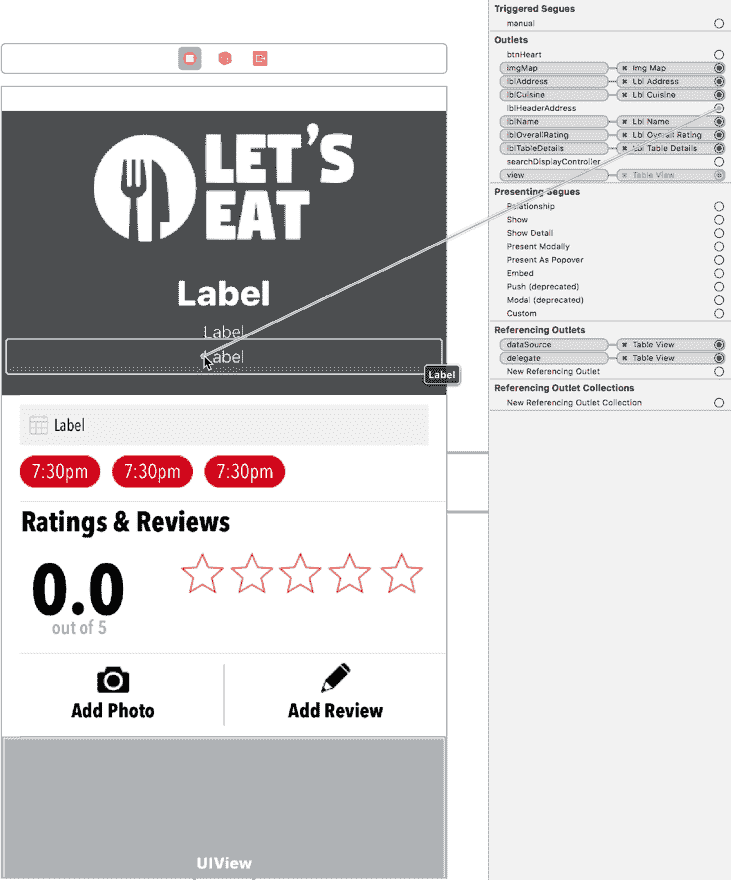 LET'S
EAT
Label
Label
Label
Label
Label
7:30pm 7:30pm 7:30pm
Ratings & Reviews
0.0
out of 5
Add Photo Add Review
UIView
Triggered Segues
manual
Outlets
btnHeart
imgMap Img Map
lblAddress Lbl Address
lblCuisine Lbl Cuisine
lblHeaderAddress
lblName Lbl Name
lblOverallRating Lbl Overall Rating
lblTableDetails Lbl Table Details
searchDisplayController
view Table View
Presenting Segues
Relationship
Show
Show Detail
Present Modally
Present As Popover
Embed
Push (deprecated)
Modal (deprecated)
Custom
Referencing Outlets
dataSource Table View
delegate Table View
New Referencing Outlet
Referencing Outlet Collections
New Referencing Outlet Collection